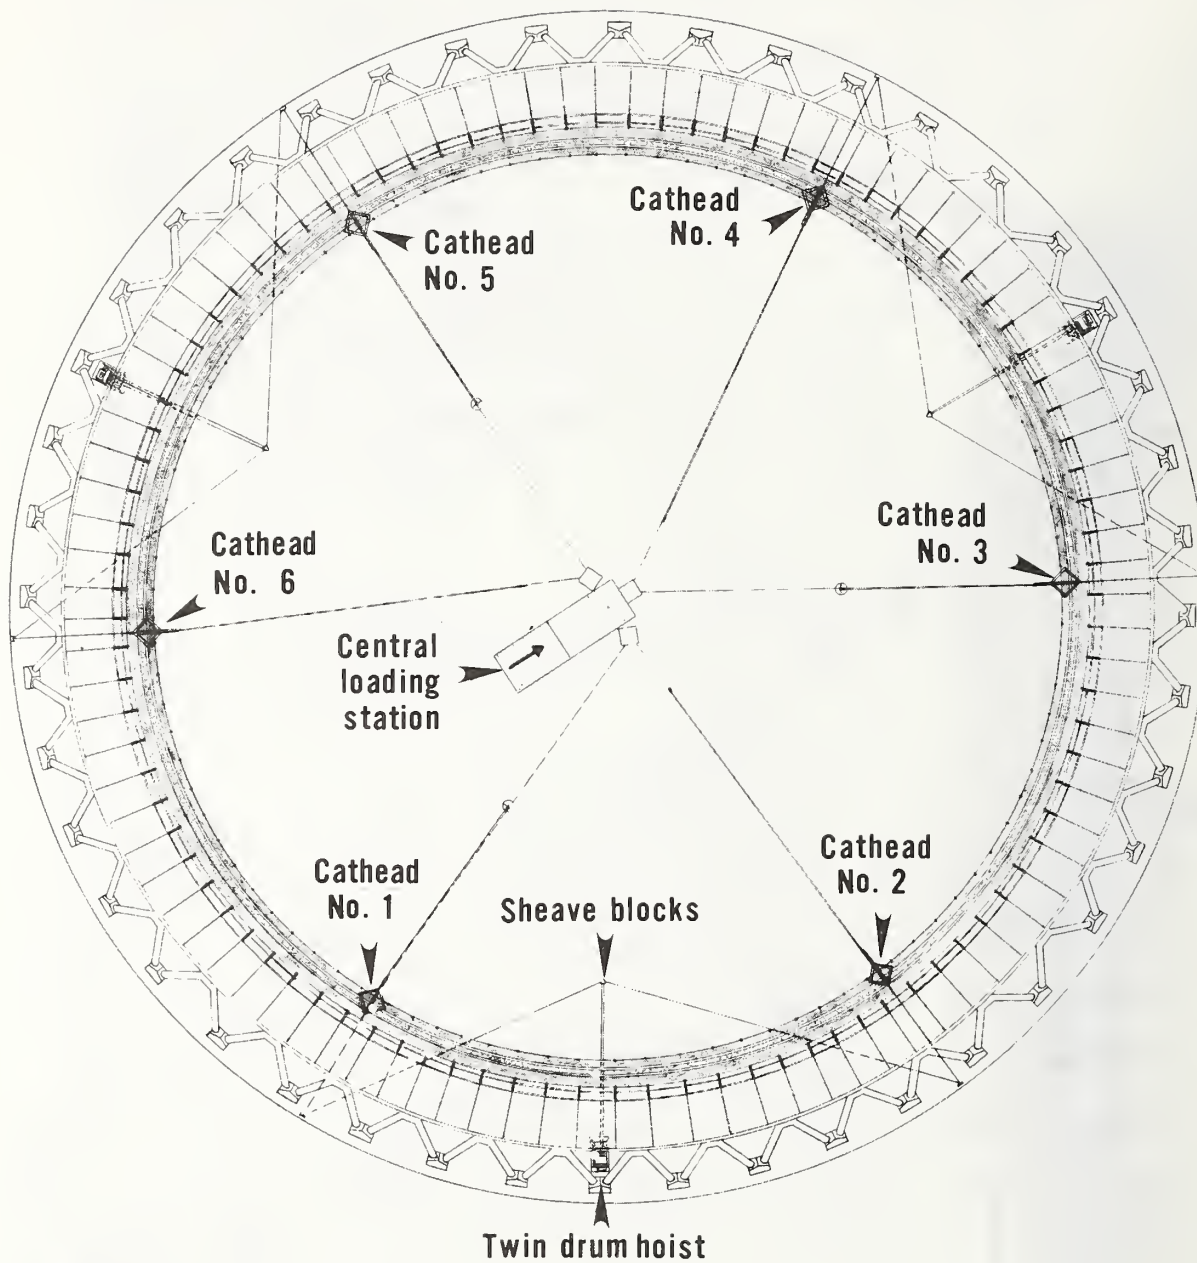 Cathead
No. 4
Cathead
No. 5
Cathead
No. 3
Cathead
No. 6
Central
loading
station
Cathead
No. 2
Cathead
No. 1
Sheave blocks
Twin drum hoist